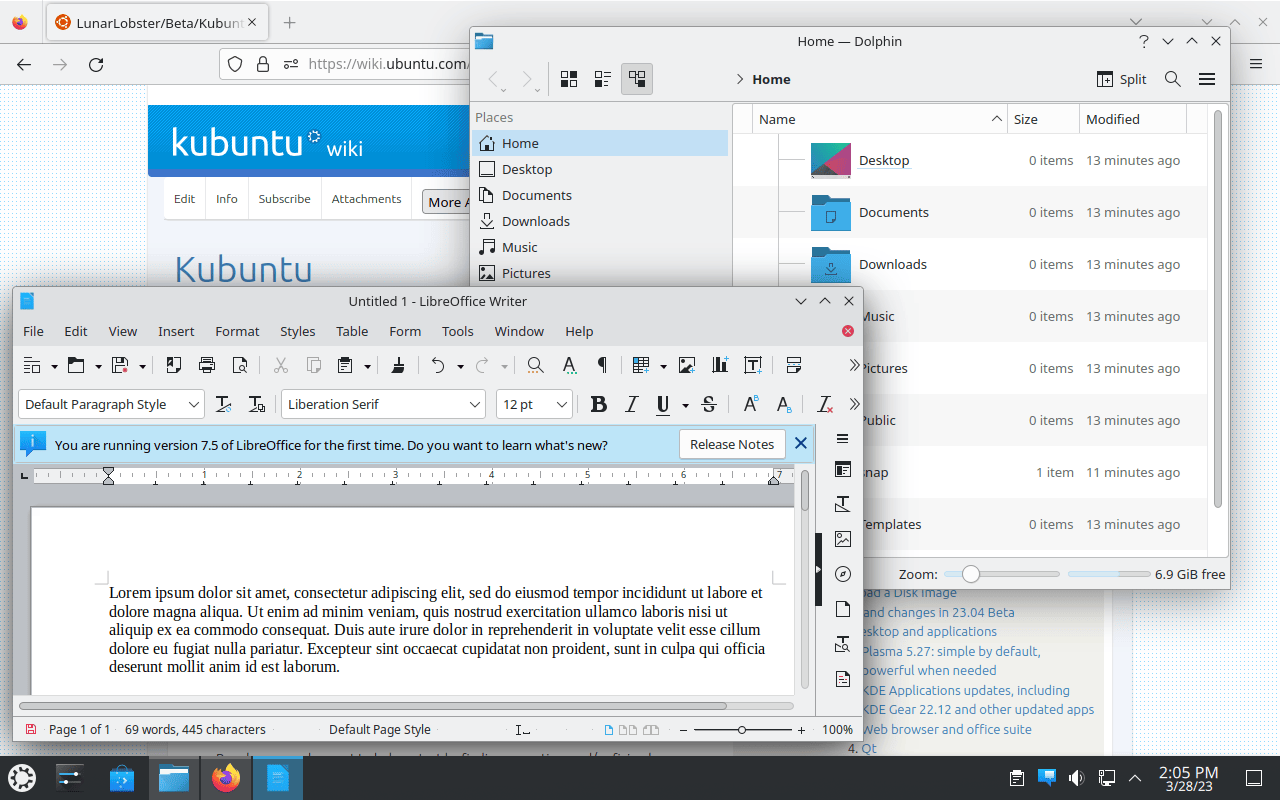 LunarLobster/Beta/Kubunt
https://wiki.ubuntu.com/
kubuntu wiki
Edit Info Subscribe Attachments More A
Kubuntu
Home — Dolphin
Home
Split
Places
Home
Desktop
Documents
Downloads
Music
Pictures
Name Size Modified
Desktop 0 items 13 minutes ago
Documents 0 items 13 minutes ago
Downloads 0 items 13 minutes ago
Music 0 items 13 minutes ago
Pictures 0 items 13 minutes ago
Public 0 items 13 minutes ago
snap 1 item 11 minutes ago
Templates 0 items 13 minutes ago
Zoom: 6.9 GiB free
Untitled 1 - LibreOffice Writer
File Edit View Insert Format Styles Table Form Tools Window Help
Default Paragraph Style Liberation Serif 12 pt
You are running version 7.5 of LibreOffice for the first time. Do you want to learn what's new? Release Notes
1 2 3 4 5 6 7
Lorem ipsum dolor sit amet, consectetur adipiscing elit, sed do eiusmod tempor incididunt ut labore et
dolore magna aliqua. Ut enim ad minim veniam, quis nostrud exercitation ullamco laboris nisi ut
aliquip ex ea commodo consequat. Duis aute irure dolor in reprehenderit in voluptate velit esse cillum
dolore eu fugiat nulla pariatur. Excepteur sint occaecat cupidatat non proident, sunt in culpa qui officia
deserunt mollit anim id est laborum.
Page 1 of 1 69 words, 445 characters Default Page Style 100%
oad a Disk Image
and changes in 23.04 Beta
esktop and applications
Plasma 5.27: simple by default,
powerful when needed
KDE Applications updates, including
KDE Gear 22.12 and other updated apps
Web browser and office suite
4. Qt
2:05 PM
3/28/23